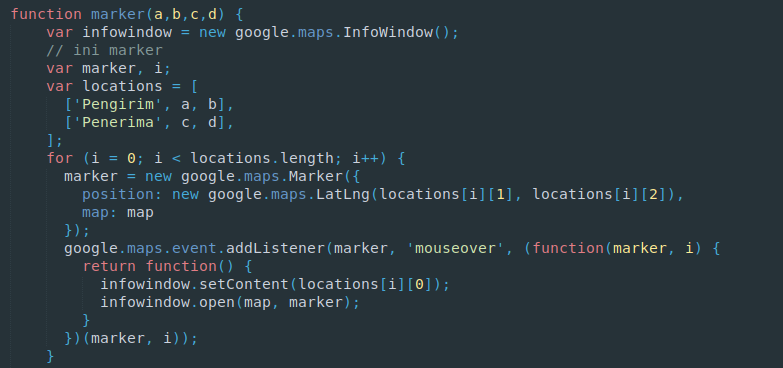 function marker(a,b,c,d) {
    var infowindow = new google.maps.InfoWindow();
    // ini marker
    var marker, i;
    var locations = [
      ['Pengirim', a, b],
      ['Penerima', c, d],
    ];
    for (i = 0; i < locations.length; i++) {
      marker = new google.maps.Marker({
        position: new google.maps.LatLng(locations[i][1], locations[i][2]),
        map: map
      });
      google.maps.event.addListener(marker, 'mouseover', (function(marker, i) {
        return function() {
          infowindow.setContent(locations[i][0]);
          infowindow.open(map, marker);
        }
      })(marker, i));
    }